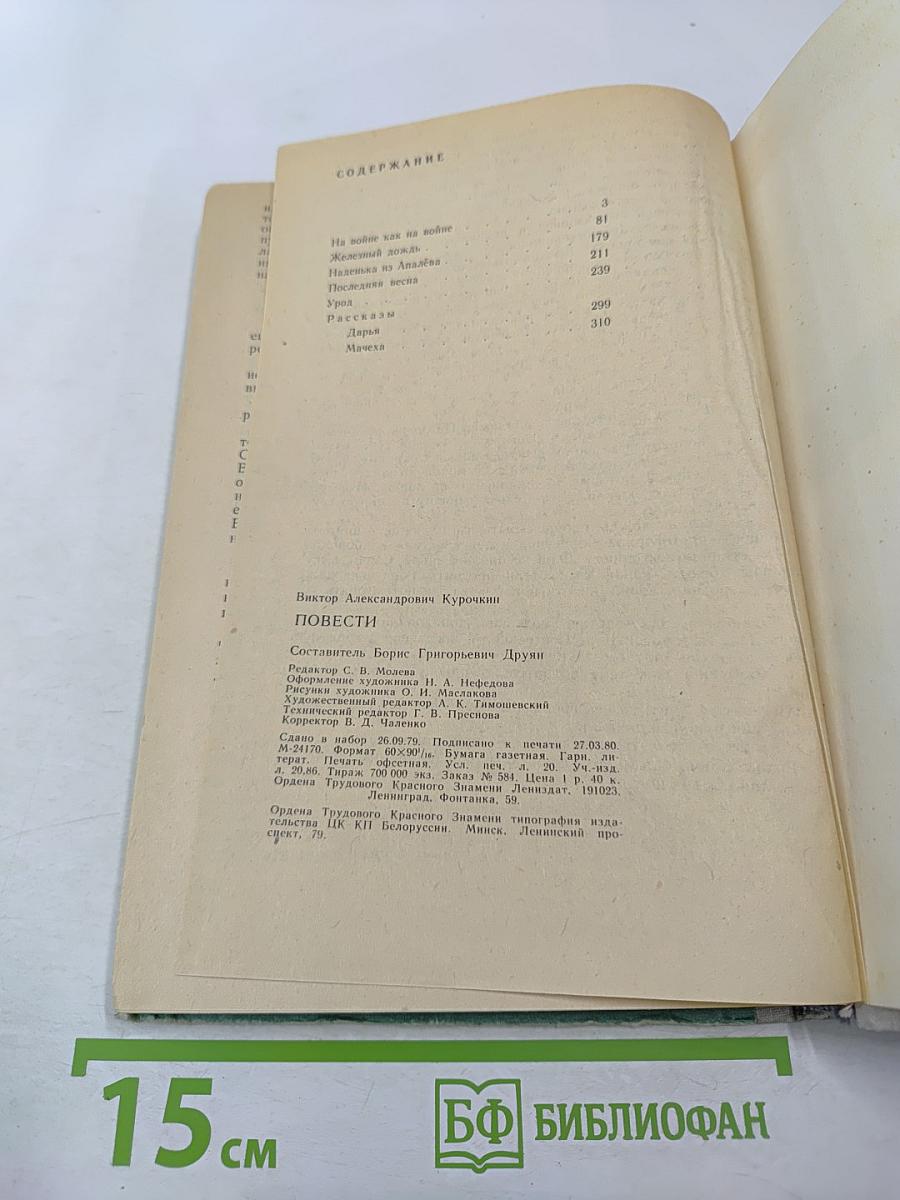 СОДЕРЖАНИЕ
На войне как на войне . . . . . 3
Железный дождь . . . . . 81
Наденька из Апалёва . . . . . 179
Последняя весна . . . . . 211
Урод . . . . . 239
Рассказы
Дарья . . . . . 299
Мачеха . . . . . 310
Виктор Александрович Курочкин
ПОВЕСТИ
Составитель Борис Григорьевич Друян
Редактор С. В. Молева
Оформление художника Н. А. Нефедова
Рисунки художника О. И. Маслакова
Художественный редактор А. К. Тимошевский
Технический редактор Г. В. Преснова
Корректор В. Д. Чаленко
Сдано в набор 26.09.79. Подписано к печати 27.03.80.
М-24170. Формат 60×90¹/₁₆. Бумага газетная. Гарн. ли-
терат. Печать офсетная. Усл. печ. л. 20. Уч.-изд.
л. 20,86. Тираж 700 000 экз. Заказ № 584. Цена 1 р. 40 к.
Ордена Трудового Красного Знамени Лениздат, 191023,
Ленинград, Фонтанка, 59.
Ордена Трудового Красного Знамени типография изда-
тельства ЦК КП Белоруссии. Минск, Ленинский про-
спект, 79.
15 см
БФ БИБЛИОФАН